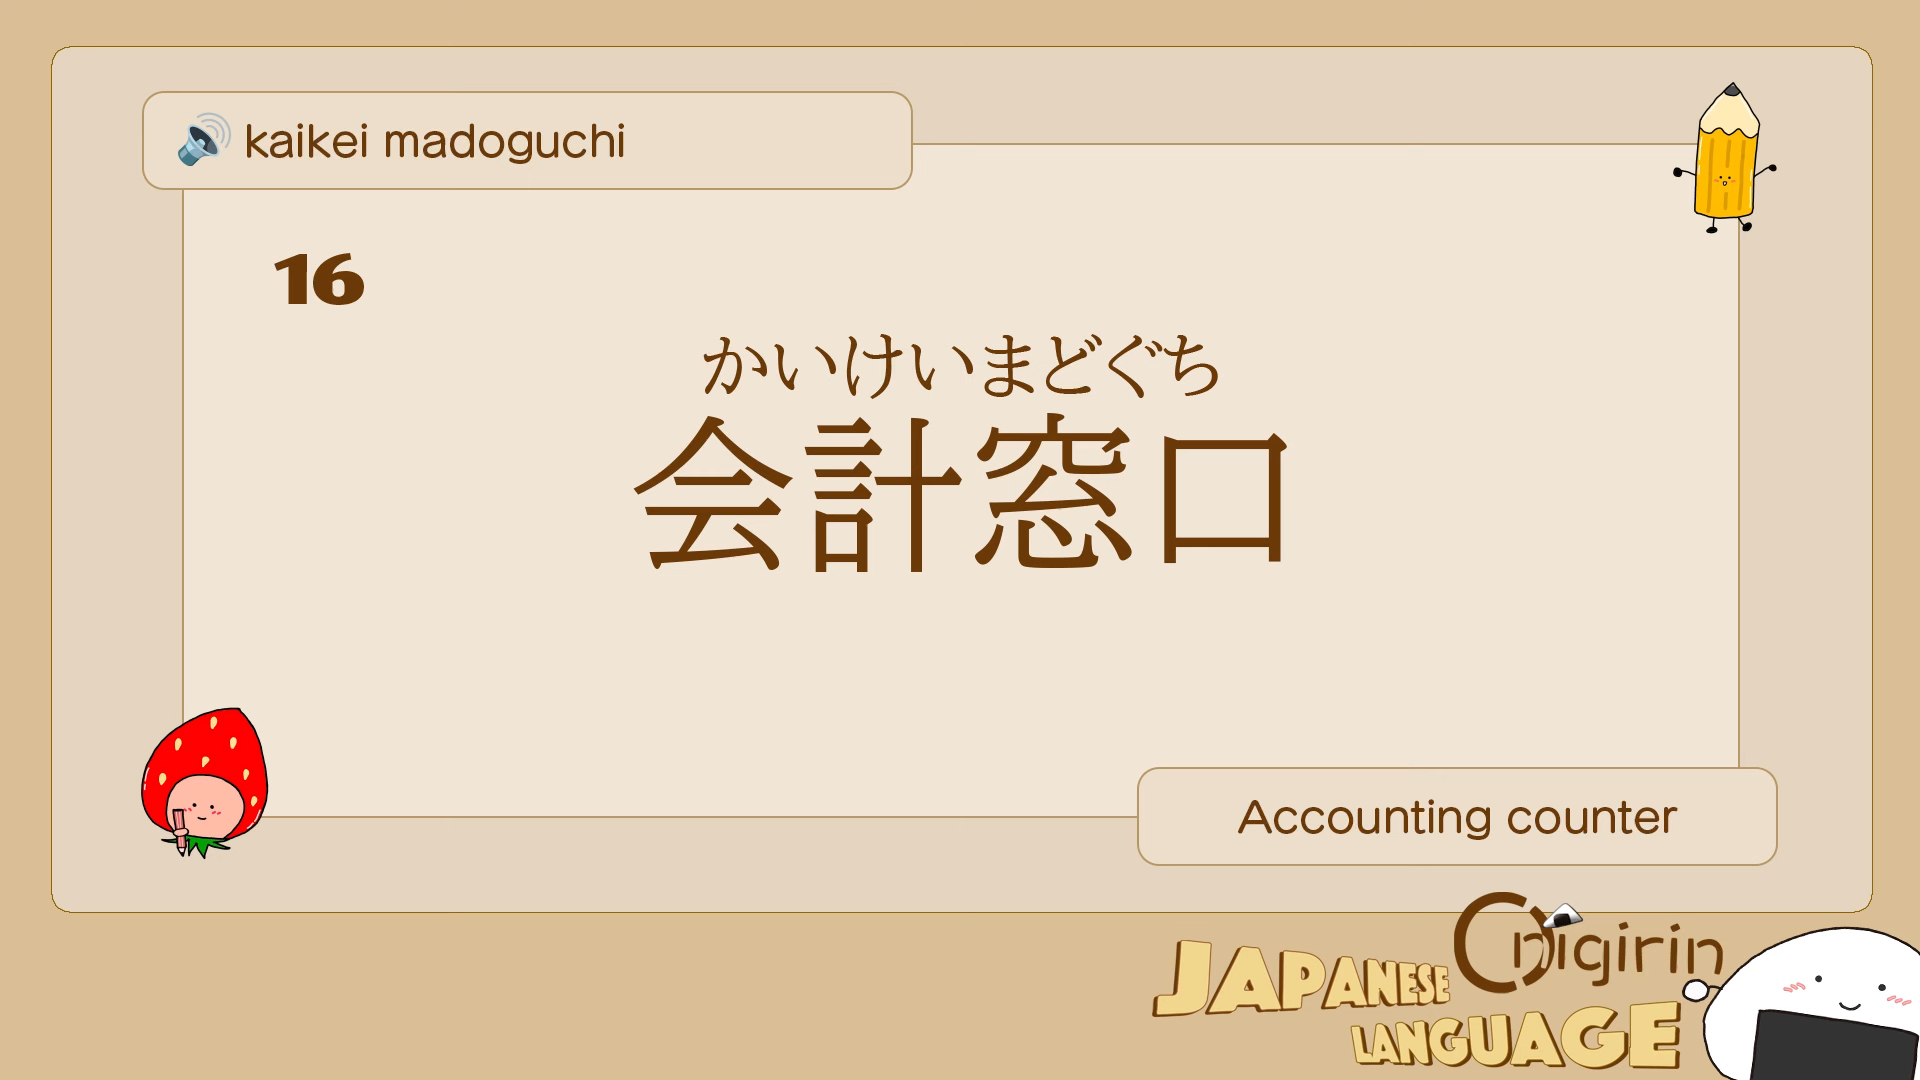 kaikei madoguchi
16
かいけいまどぐち
会計窓口
Accounting counter
Onigirin
JAPANESE
LANGUAGE